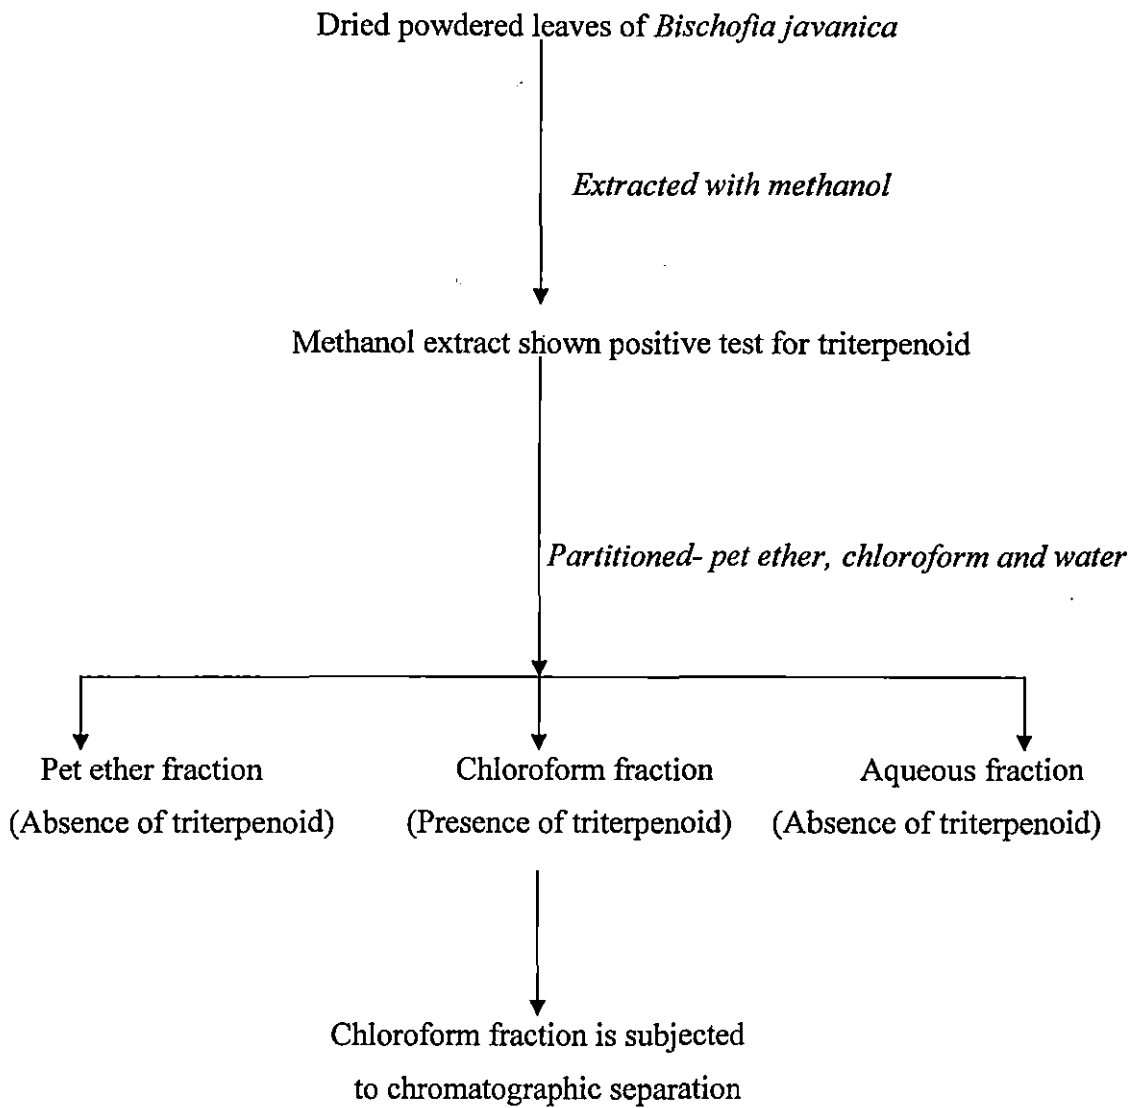 Dried powdered leaves of Bischofia javanica
Extracted with methanol
Methanol extract shown positive test for triterpenoid
Partitioned- pet ether, chloroform and water
Pet ether fraction
(Absence of triterpenoid)
Chloroform fraction
(Presence of triterpenoid)
Aqueous fraction
(Absence of triterpenoid)
Chloroform fraction is subjected
to chromatographic separation